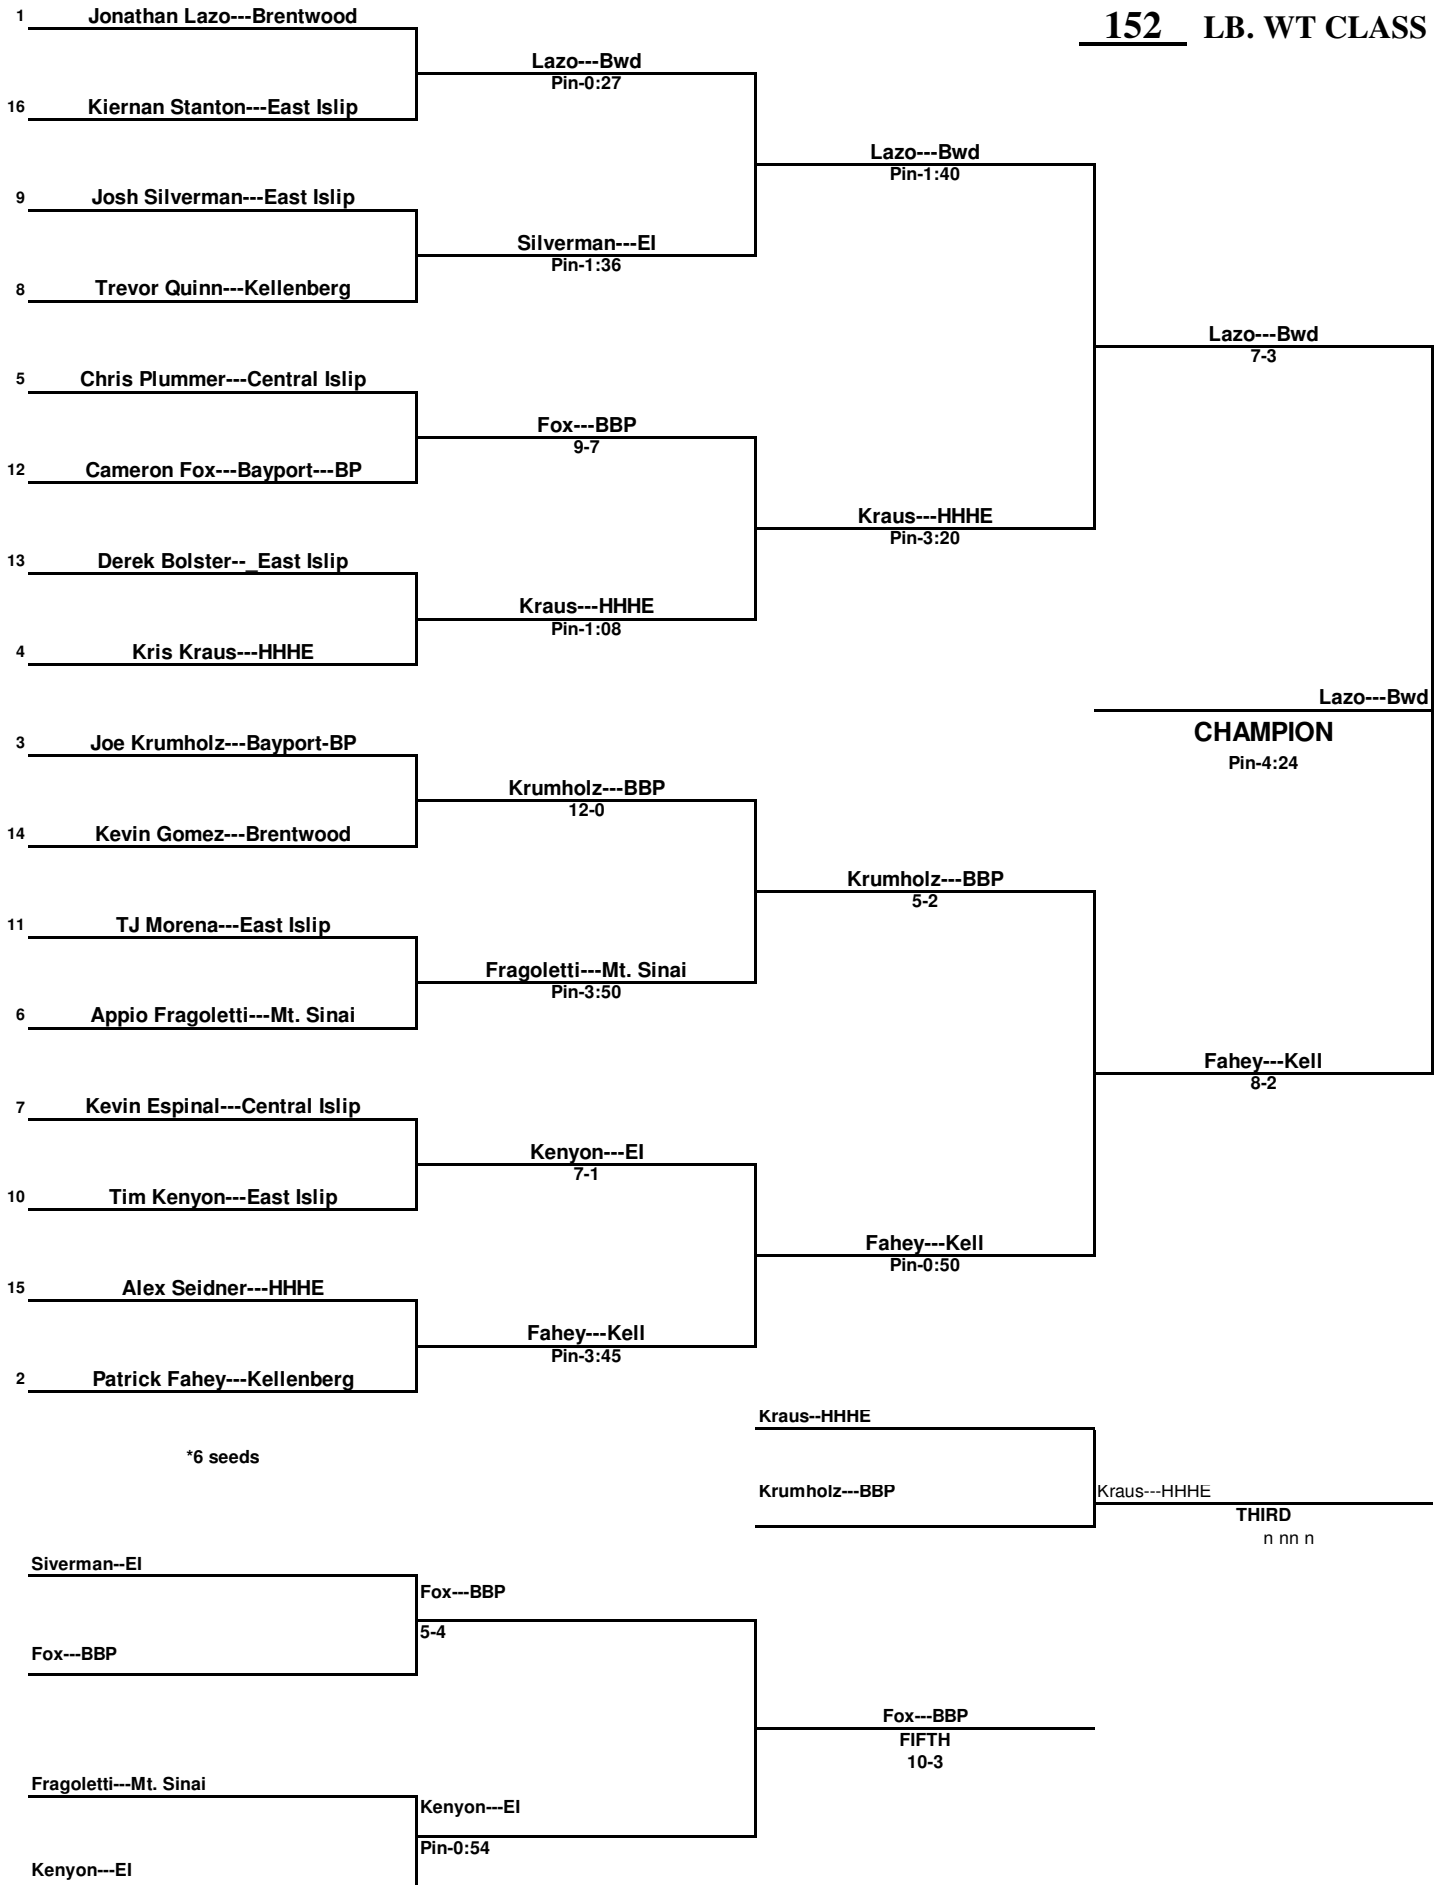 152 LB. WT CLASS
1 Jonathan Lazo---Brentwood
Lazo---Bwd
Pin-0:27
16 Kiernan Stanton---East Islip
Lazo---Bwd
Pin-1:40
9 Josh Silverman---East Islip
Silverman---EI
Pin-1:36
8 Trevor Quinn---Kellenberg
Lazo---Bwd
7-3
5 Chris Plummer---Central Islip
Fox---BBP
9-7
12 Cameron Fox---Bayport---BP
Kraus---HHHE
Pin-3:20
13 Derek Bolster--_East Islip
Kraus---HHHE
Pin-1:08
4 Kris Kraus---HHHE
Lazo---Bwd
CHAMPION
Pin-4:24
3 Joe Krumholz---Bayport-BP
Krumholz---BBP
12-0
14 Kevin Gomez---Brentwood
Krumholz---BBP
5-2
11 TJ Morena---East Islip
Fragoletti---Mt. Sinai
Pin-3:50
6 Appio Fragoletti---Mt. Sinai
Fahey---Kell
8-2
7 Kevin Espinal---Central Islip
Kenyon---EI
7-1
10 Tim Kenyon---East Islip
Fahey---Kell
Pin-0:50
15 Alex Seidner---HHHE
Fahey---Kell
Pin-3:45
2 Patrick Fahey---Kellenberg
Kraus--HHHE
*6 seeds
Krumholz---BBP
Kraus---HHHE
THIRD
n nn n
Siverman--EI
Fox---BBP
5-4
Fox---BBP
Fox---BBP
FIFTH
10-3
Fragoletti---Mt. Sinai
Kenyon---EI
Pin-0:54
Kenyon---EI